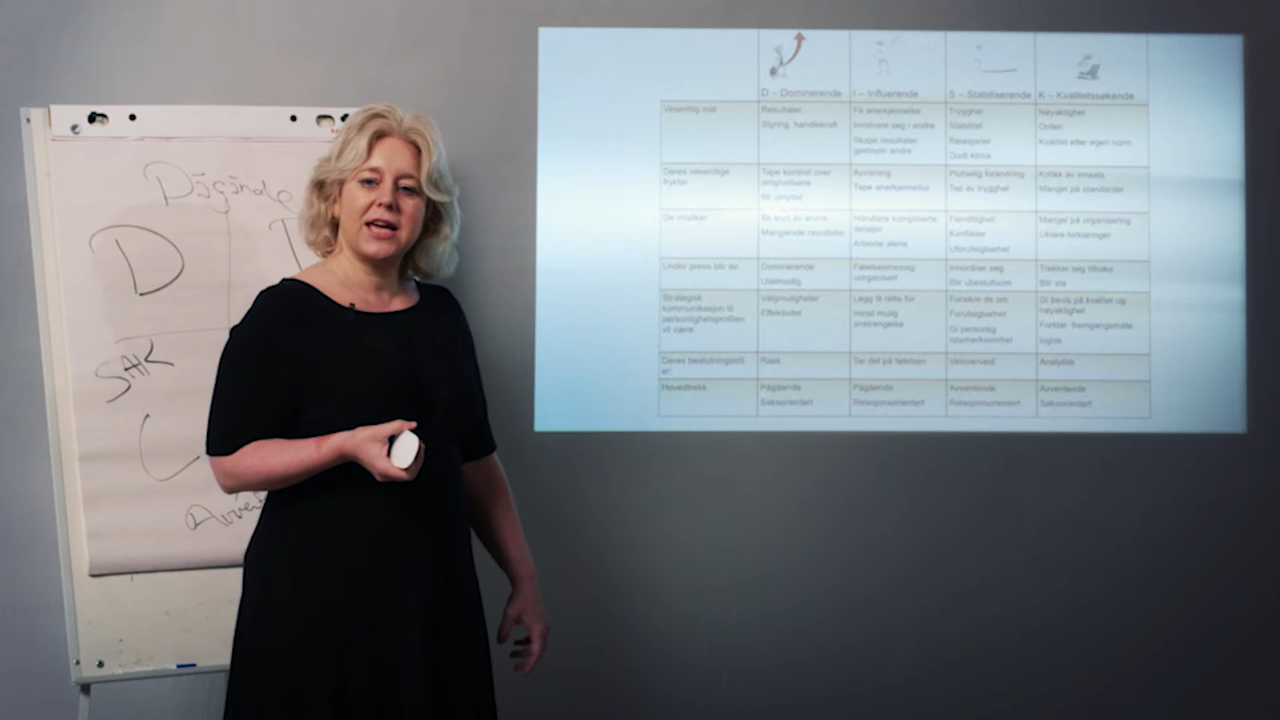 Pågående
D
SAK
Avven
D – Dominerende
I – Influerende
S – Stabiliserende
K – Kvalitetssøkende
Vesentlig mål
Resultater
Styring, handlekraft
Få anerkjennelse
Involvere seg i andre
Skape resultater
gjennom andre
Trygghet
Stabilitet
Relasjoner
Godt klima
Nøyaktighet
Orden
Kvalitet etter egen norm
Deres vesentlige
frykter
Tape kontroll over
omgivelsene
Bli utnyttet
Avvisning
Tape anerkjennelse
Plutselig forandring
Tap av trygghet
Kritikk av innsats
Mangel på standarder
De misliker
Bli styrt av andre
Manglende resultater
Håndtere kompliserte
detaljer
Arbeide alene
Fiendtlighet
Konflikter
Uforutsigbarhet
Mangel på organisering
Uklare forklaringer
Under press blir de
Dominerende
Utålmodig
Følelsesmessig
uorganisert
Innordner seg
Blir ubesluttsom
Trekker seg tilbake
Blir sta
Strategisk
kommunikasjon til
personlighetsprofilen
vil være
Valgmuligheter
Effektivitet
Legg til rette for
minst mulig
anstrengelse
Forsikre de om
Forutsigbarhet
Gi personlig
oppmerksomhet
Gi bevis på kvalitet og
nøyaktighet
Forklar fremgangsmåte
logisk
Deres beslutningsstil
er:
Rask
Tar det på følelsen
Veloverveid
Analytisk
Hovedtrekk
Pågående
Saksorientert
Pågående
Relasjonsorientert
Avventende
Relasjonsorientert
Avventende
Saksorientert